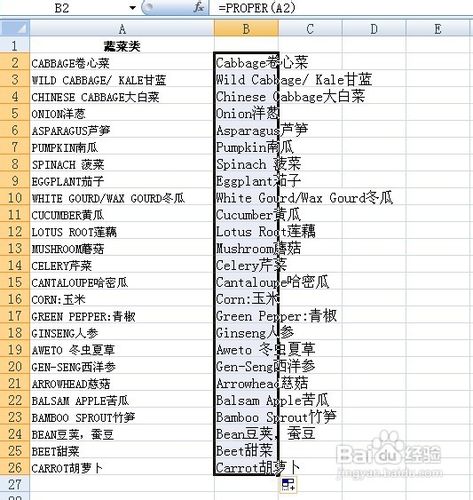 B2 =PROPER(A2)
A B C D E
1 蔬菜类
2 CABBAGE卷心菜 Cabbage卷心菜
3 WILD CABBAGE/ KALE甘蓝 Wild Cabbage/ Kale甘蓝
4 CHINESE CABBAGE大白菜 Chinese Cabbage大白菜
5 ONION洋葱 Onion洋葱
6 ASPARAGUS芦笋 Asparagus芦笋
7 PUMPKIN南瓜 Pumpkin南瓜
8 SPINACH 菠菜 Spinach 菠菜
9 EGGPLANT茄子 Eggplant茄子
10 WHITE GOURD/WAX GOURD冬瓜 White Gourd/Wax Gourd冬瓜
11 CUCUMBER黄瓜 Cucumber黄瓜
12 LOTUS ROOT莲藕 Lotus Root莲藕
13 MUSHROOM蘑菇 Mushroom蘑菇
14 CELERY芹菜 Celery芹菜
15 CANTALOUPE哈密瓜 Cantaloupe哈密瓜
16 CORN:玉米 Corn:玉米
17 GREEN PEPPER:青椒 Green Pepper:青椒
18 GINSENG人参 Ginseng人参
19 AWETO 冬虫夏草 Aweto 冬虫夏草
20 GEN-SENG西洋参 Gen-Seng西洋参
21 ARROWHEAD慈菇 Arrowhead慈菇
22 BALSAM APPLE苦瓜 Balsam Apple苦瓜
23 BAMBOO SPROUT竹笋 Bamboo Sprout竹笋
24 BEAN豆荚，蚕豆 Bean豆荚，蚕豆
25 BEET甜菜 Beet甜菜
26 CARROT胡萝卜 Carrot胡萝卜
27
Baidu经验
jingyan.baidu.com